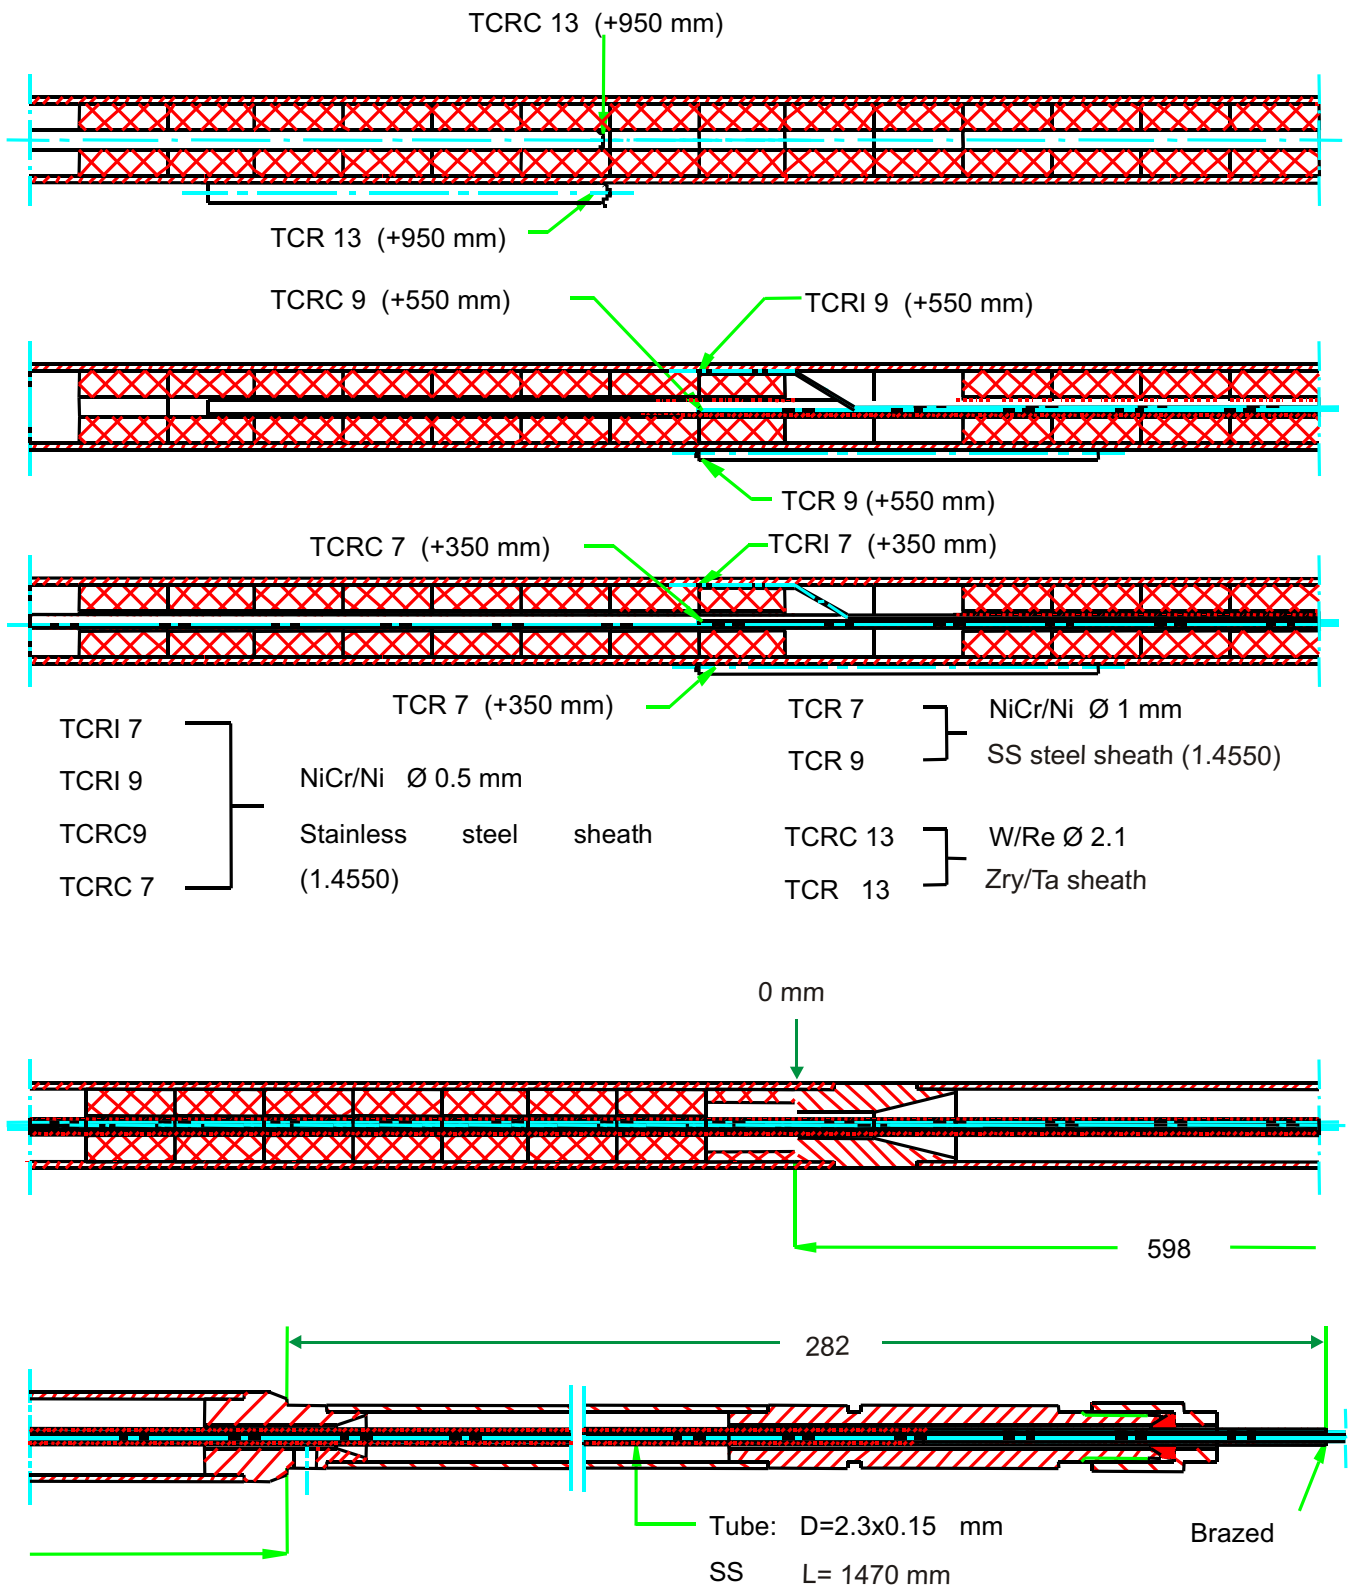 TCRC 13 (+950 mm)
TCR 13 (+950 mm)
TCRC 9 (+550 mm)
TCRI 9 (+550 mm)
TCR 9 (+550 mm)
TCRC 7 (+350 mm)
TCRI 7 (+350 mm)
TCR 7 (+350 mm)
TCRI 7
TCRI 9
TCRC9
TCRC 7
NiCr/Ni Ø 0.5 mm
Stainless steel sheath
(1.4550)
TCR 7
TCR 9
NiCr/Ni Ø 1 mm
SS steel sheath (1.4550)
TCRC 13
TCR 13
W/Re Ø 2.1
Zry/Ta sheath
0 mm
598
282
Tube: D=2.3x0.15 mm
SS L= 1470 mm
Brazed